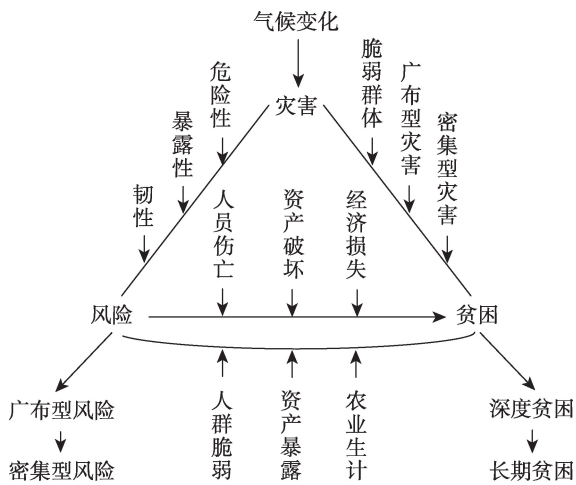 气候变化
灾害
危险性
暴露性
韧性
脆弱群体
广布型灾害
密集型灾害
人员伤亡
资产破坏
经济损失
风险
贫困
人群脆弱
资产暴露
农业生计
广布型风险
密集型风险
深度贫困
长期贫困